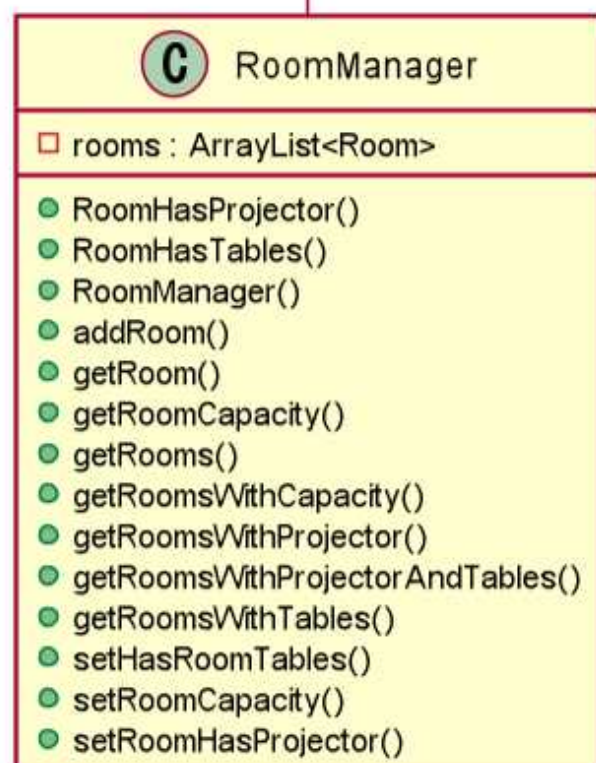 C RoomManager
rooms : ArrayList<Room>
RoomHasProjector()
RoomHasTables()
RoomManager()
addRoom()
getRoom()
getRoomCapacity()
getRooms()
getRoomsWithCapacity()
getRoomsWithProjector()
getRoomsWithProjectorAndTables()
getRoomsWithTables()
setHasRoomTables()
setRoomCapacity()
setRoomHasProjector()